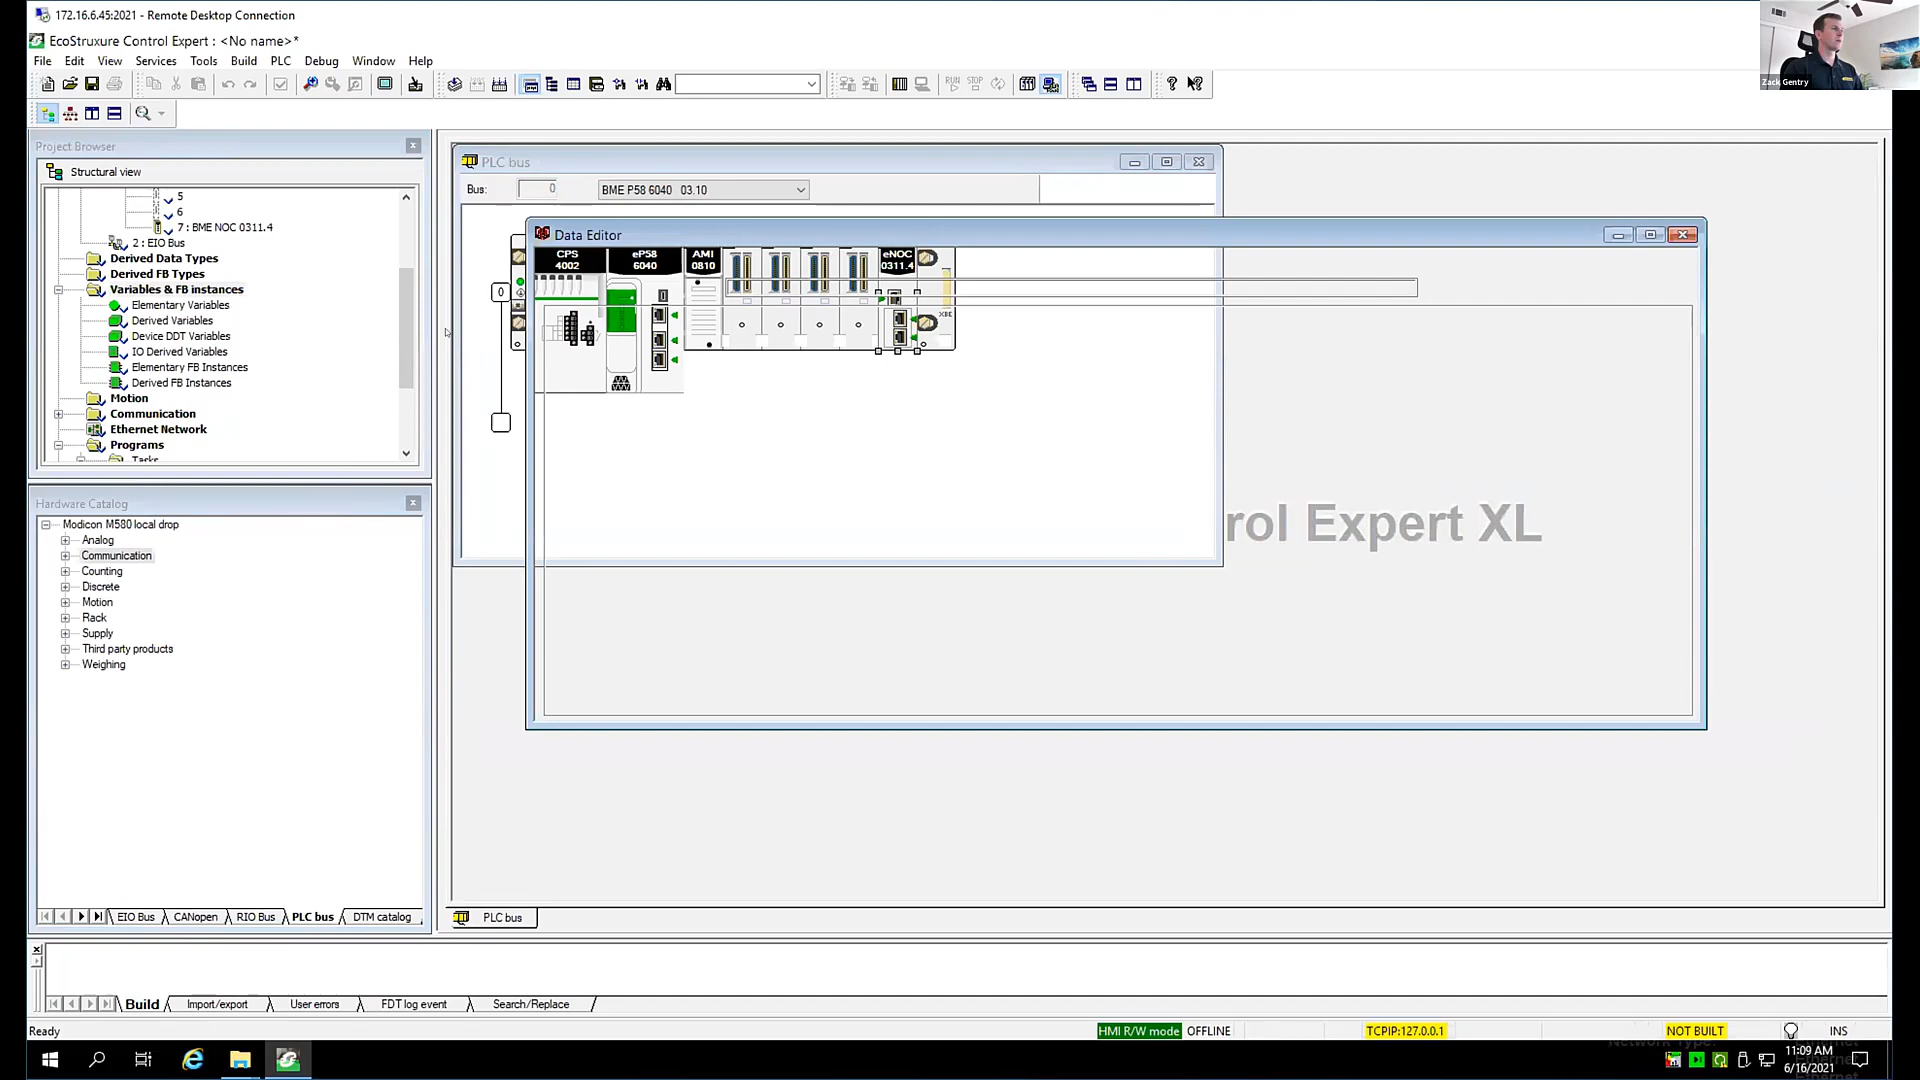 172.16.6.45:2021 - Remote Desktop Connection
EcoStruxure Control Expert : <No name>*
File Edit View Services Tools Build PLC Debug Window Help
RUN STOP
Zack Gentry
Project Browser
Structural view
5
6
7 : BME NOC 0311.4
2 : EIO Bus
Derived Data Types
Derived FB Types
Variables & FB instances
Elementary Variables
Derived Variables
Device DDT Variables
IO Derived Variables
Elementary FB Instances
Derived FB Instances
Motion
Communication
Ethernet Network
Programs
Tasks
Hardware Catalog
Modicon M580 local drop
Analog
Communication
Counting
Discrete
Motion
Rack
Supply
Third party products
Weighing
EIO Bus CANopen RIO Bus PLC bus DTM catalog
PLC bus
Bus: 0 BME P58 6040 03.10
Data Editor
CPS 4002
eP58 6040
AMI 0810
eNOC 0311.4
0
XBE
rol Expert XL
PLC bus
Build Import/export User errors FDT log event Search/Replace
Ready
HMI R/W mode OFFLINE TCPIP:127.0.0.1 NOT BUILT INS
11:09 AM
6/16/2021